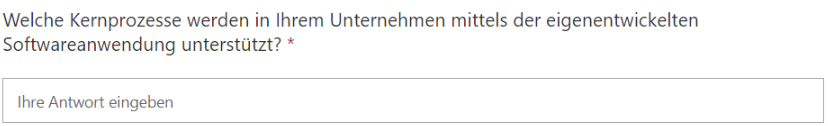 Welche Kernprozesse werden in Ihrem Unternehmen mittels der eigenentwickelten
Softwareanwendung unterstützt? *
Ihre Antwort eingeben